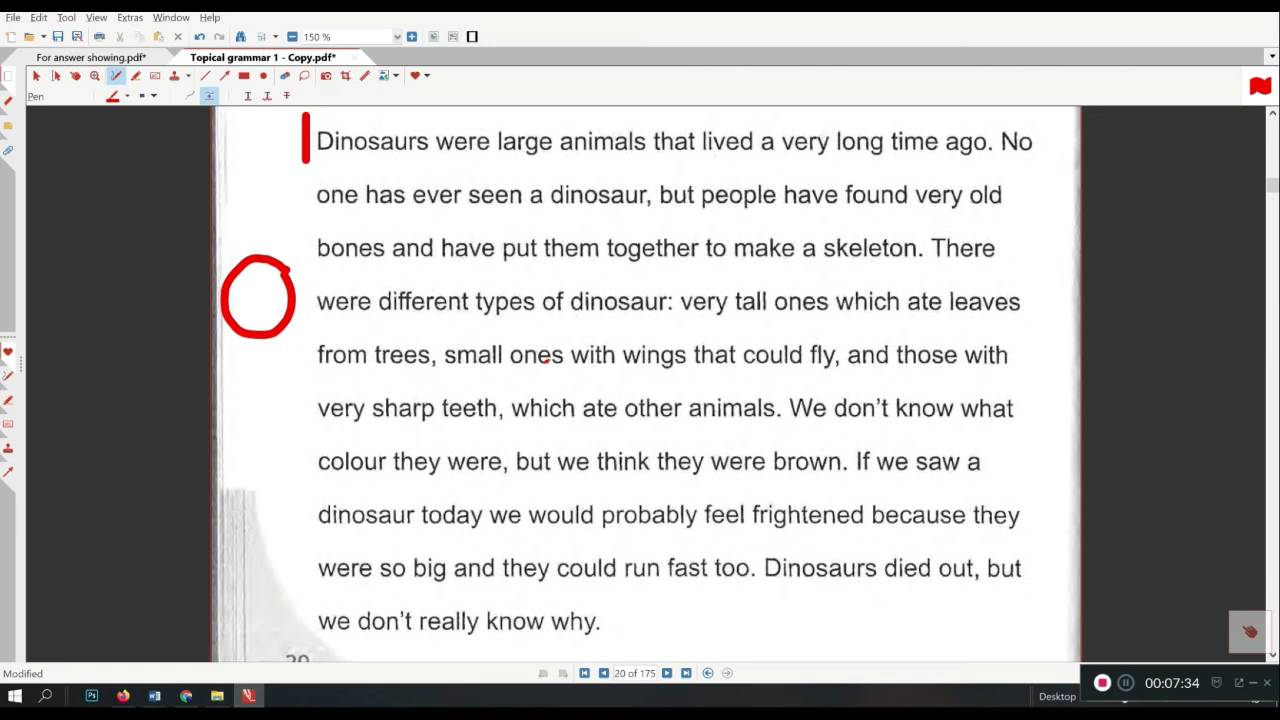 File Edit Tool View Extras Window Help
150 %
For answer showing.pdf* Topical grammar 1 - Copy.pdf*
Pen
Dinosaurs were large animals that lived a very long time ago. No
one has ever seen a dinosaur, but people have found very old
bones and have put them together to make a skeleton. There
were different types of dinosaur: very tall ones which ate leaves
from trees, small ones with wings that could fly, and those with
very sharp teeth, which ate other animals. We don't know what
colour they were, but we think they were brown. If we saw a
dinosaur today we would probably feel frightened because they
were so big and they could run fast too. Dinosaurs died out, but
we don't really know why.
20
Modified 20 of 175
Desktop 00:07:34